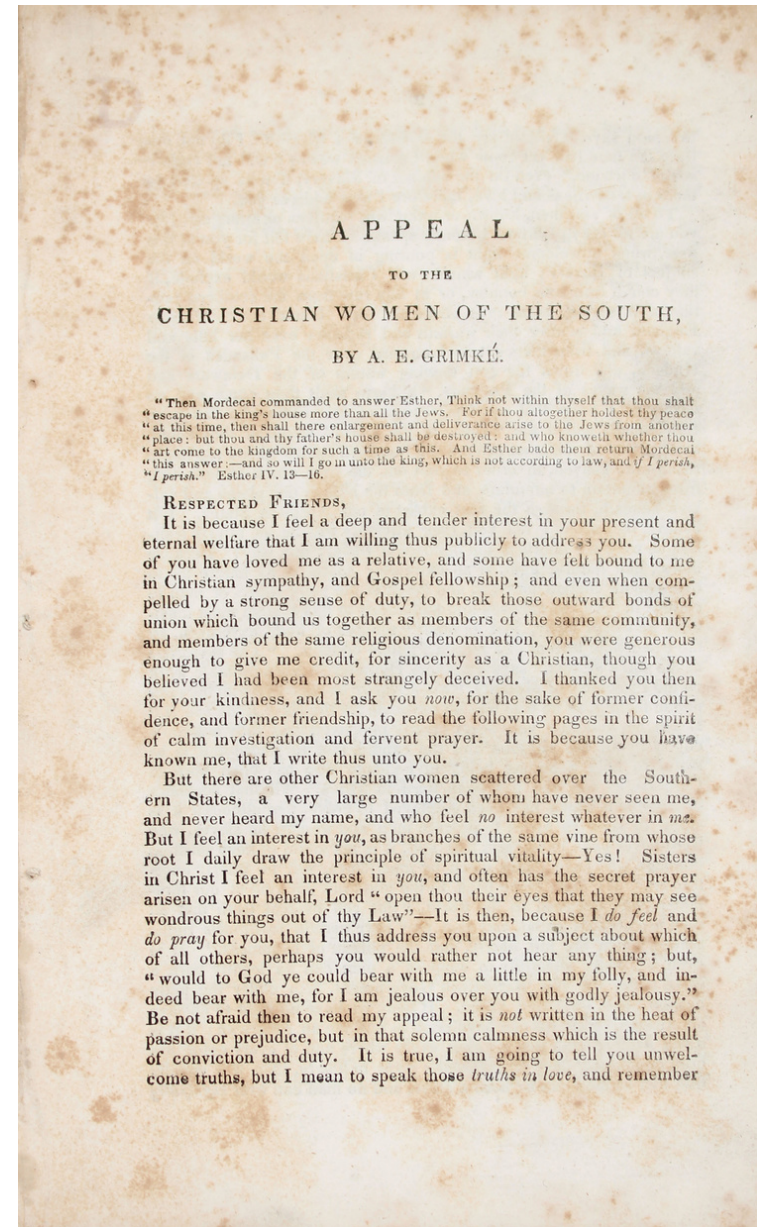 APPEAL
TO THE
CHRISTIAN WOMEN OF THE SOUTH,
BY A. E. GRIMKÉ.
“Then Mordecai commanded to answer Esther, Think not within thyself that thou shalt
“escape in the king's house more than all the Jews. For if thou altogether holdest thy peace
“at this time, then shall there enlargement and deliverance arise to the Jews from another
“place: but thou and thy father's house shall be destroyed: and who knoweth whether thou
“art come to the kingdom for such a time as this. And Esther bade them return Mordecai
“this answer:—and so will I go in unto the king, which is not according to law, and if I perish,
“I perish.” Esther IV. 13—16.
RESPECTED FRIENDS,
It is because I feel a deep and tender interest in your present and
eternal welfare that I am willing thus publicly to address you. Some
of you have loved me as a relative, and some have felt bound to me
in Christian sympathy, and Gospel fellowship; and even when com-
pelled by a strong sense of duty, to break those outward bonds of
union which bound us together as members of the same community,
and members of the same religious denomination, you were generous
enough to give me credit, for sincerity as a Christian, though you
believed I had been most strangely deceived. I thanked you then
for your kindness, and I ask you now, for the sake of former confi-
dence, and former friendship, to read the following pages in the spirit
of calm investigation and fervent prayer. It is because you have
known me, that I write thus unto you.
But there are other Christian women scattered over the South-
ern States, a very large number of whom have never seen me,
and never heard my name, and who feel no interest whatever in me.
But I feel an interest in you, as branches of the same vine from whose
root I daily draw the principle of spiritual vitality—Yes! Sisters
in Christ I feel an interest in you, and often has the secret prayer
arisen on your behalf, Lord “open thou their eyes that they may see
wondrous things out of thy Law”—It is then, because I do feel and
do pray for you, that I thus address you upon a subject about which
of all others, perhaps you would rather not hear any thing; but,
“would to God ye could bear with me a little in my folly, and in-
deed bear with me, for I am jealous over you with godly jealousy.”
Be not afraid then to read my appeal; it is not written in the heat of
passion or prejudice, but in that solemn calmness which is the result
of conviction and duty. It is true, I am going to tell you unwel-
come truths, but I mean to speak those truths in love, and remember